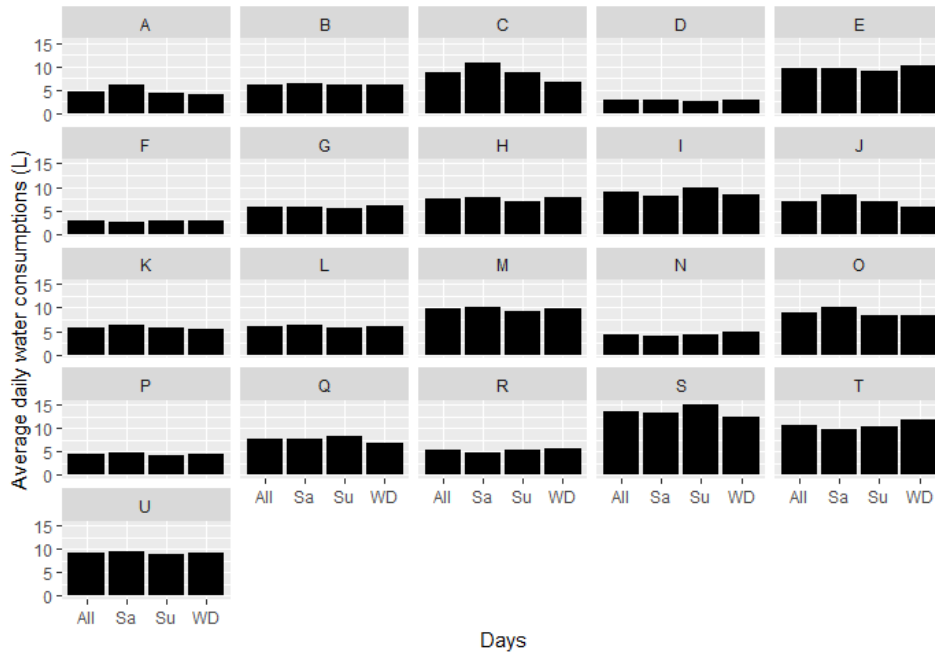 A B C D E
15
10
5
0
F G H I J
15
10
5
0
K L M N O
15
10
5
0
P Q R S T
15
10
5
0
All Sa Su WD All Sa Su WD All Sa Su WD All Sa Su WD
U
15
10
5
0
All Sa Su WD
Average daily water consumptions (L)
Days